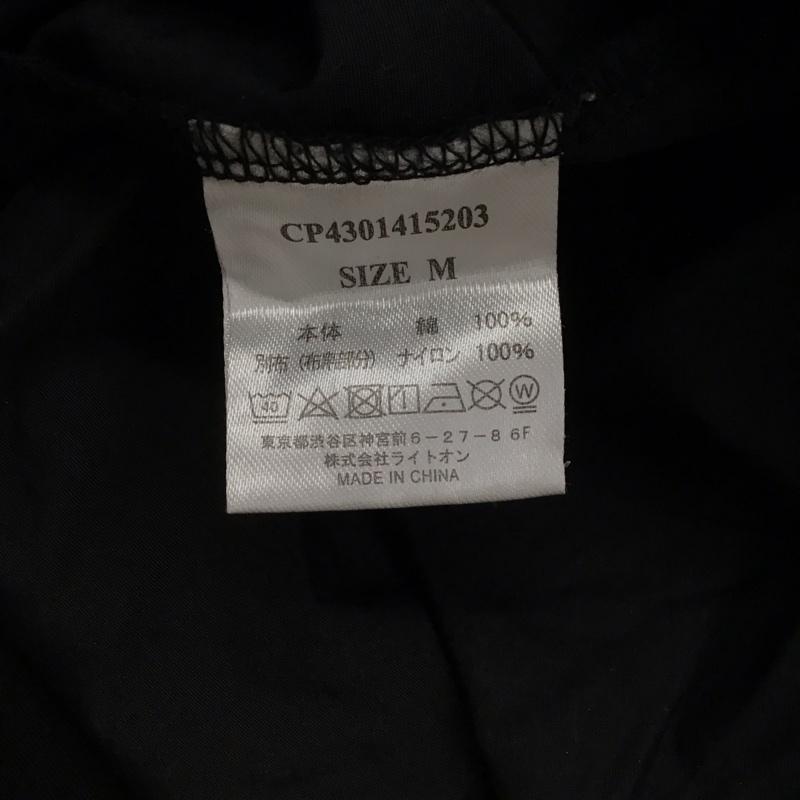 CP4301415203
SIZE M
本体 綿 100%
別布(布帛部分) ナイロン 100%
40 W
東京都渋谷区神宮前6-27-8 6F
株式会社ライトオン
MADE IN CHINA